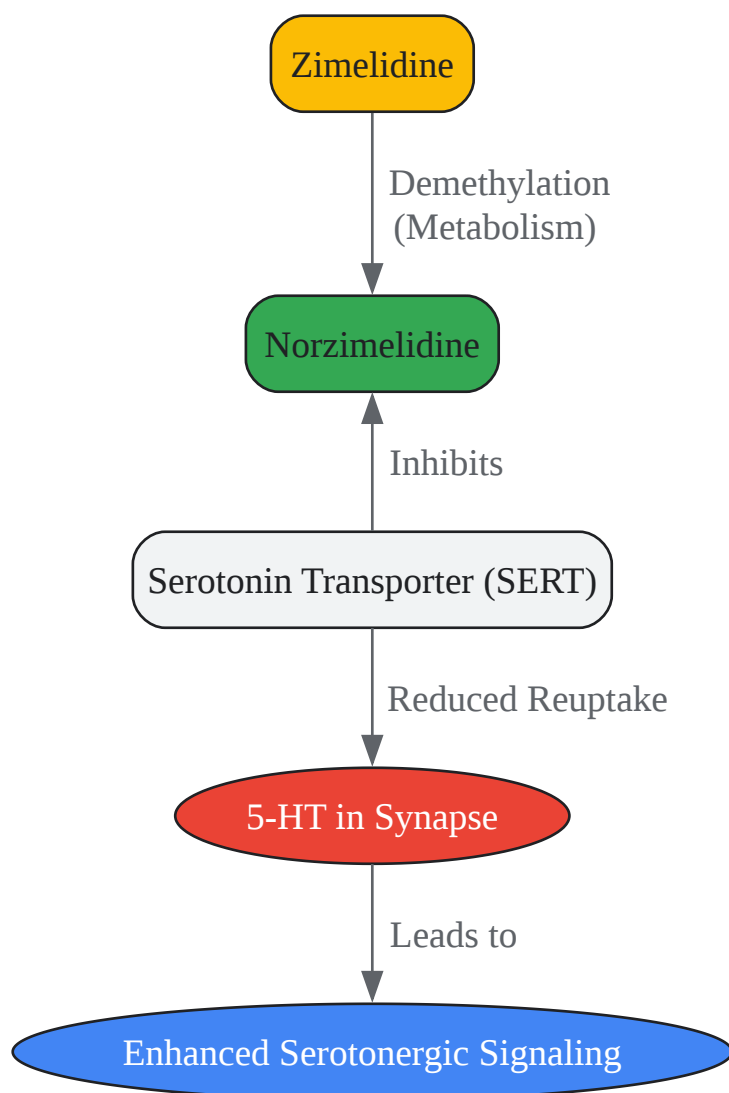 Zimelidine
Demethylation
(Metabolism)
Norzimelidine
Inhibits
Serotonin Transporter (SERT)
Reduced Reuptake
5-HT in Synapse
Leads to
Enhanced Serotonergic Signaling